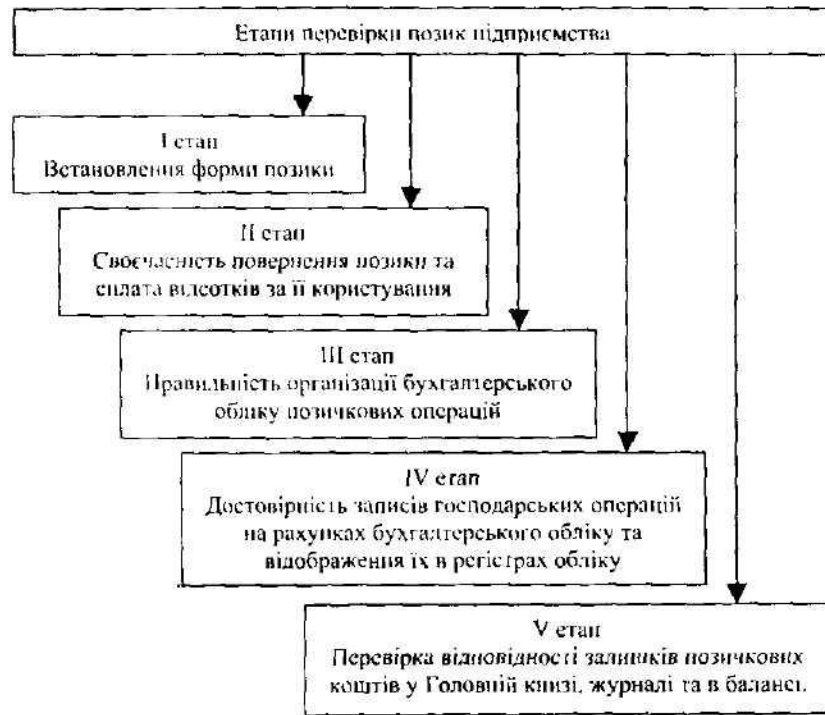 Етапи перевірки позик підприємства
І етап
Встановлення форми позики
ІІ етап
Своєчасність повернення позики та
сплата відсотків за її користування
ІІІ етап
Правильність організації бухгалтерського
обліку позичкових операцій
IV етап
Достовірність записів господарських операцій
на рахунках бухгалтерського обліку та
відображення їх в регістрах обліку
V етап
Перевірка відповідності залишків позичкових
коштів у Головній книзі, журналі та в балансі.